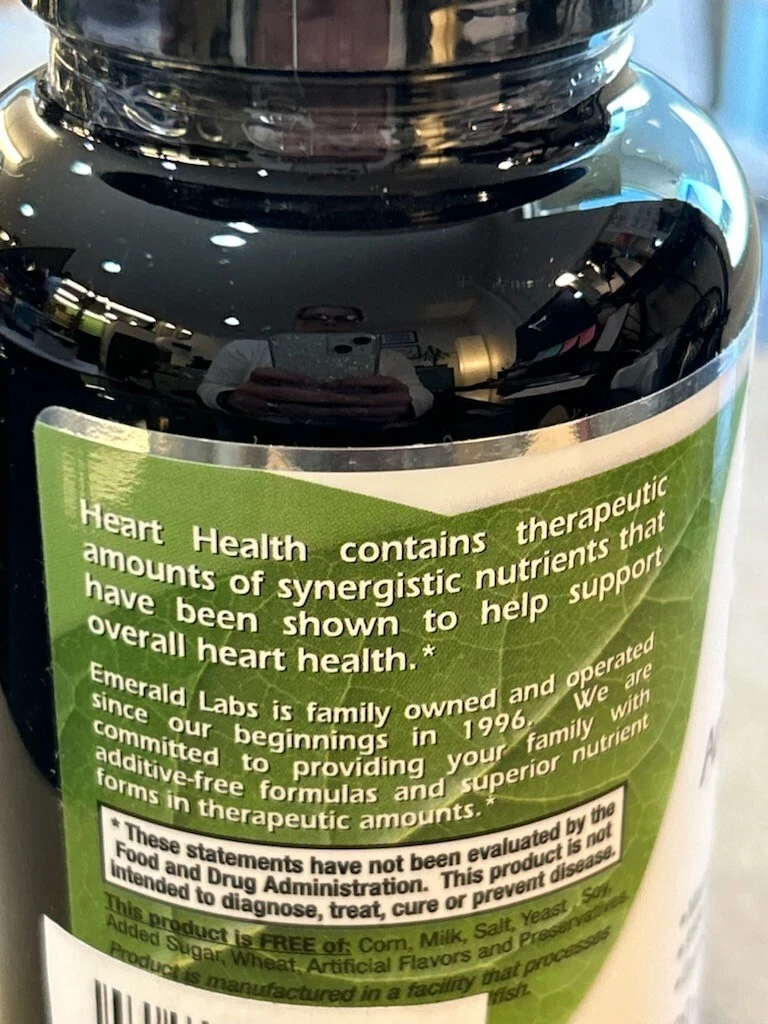 Heart Health contains therapeutic
amounts of synergistic nutrients that
have been shown to help support
overall heart health.*
Emerald Labs is family owned and operated
since our beginnings in 1996. We are
committed to providing your family with
additive-free formulas and superior nutrient
forms in therapeutic amounts.*
* These statements have not been evaluated by the
Food and Drug Administration. This product is not
intended to diagnose, treat, cure or prevent disease.
This product is FREE of: Corn, Milk, Salt, Yeast, Soy,
Added Sugar, Wheat, Artificial Flavors and Preservatives.
Product is manufactured in a facility that processes